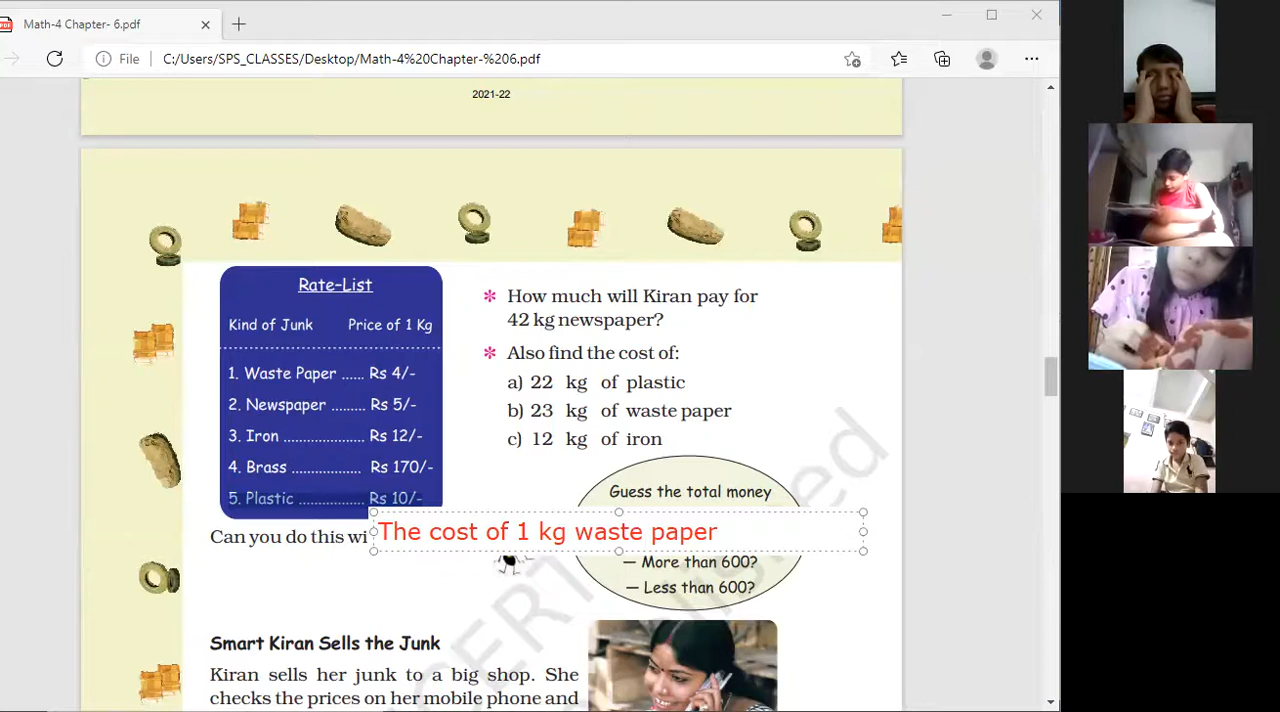 Math-4 Chapter- 6.pdf
File
C:/Users/SPS_CLASSES/Desktop/Math-4%20Chapter-%206.pdf
2021-22
Rate-List
Kind of Junk Price of 1 Kg
1. Waste Paper ...... Rs 4/-
2. Newspaper ......... Rs 5/-
3. Iron ..................... Rs 12/-
4. Brass .................. Rs 170/-
5. Plastic ................. Rs 10/-
* How much will Kiran pay for
42 kg newspaper?
* Also find the cost of:
a) 22 kg of plastic
b) 23 kg of waste paper
c) 12 kg of iron
Guess the total money
Can you do this wi
The cost of 1 kg waste paper
— More than 600?
— Less than 600?
Smart Kiran Sells the Junk
Kiran sells her junk to a big shop. She
checks the prices on her mobile phone and